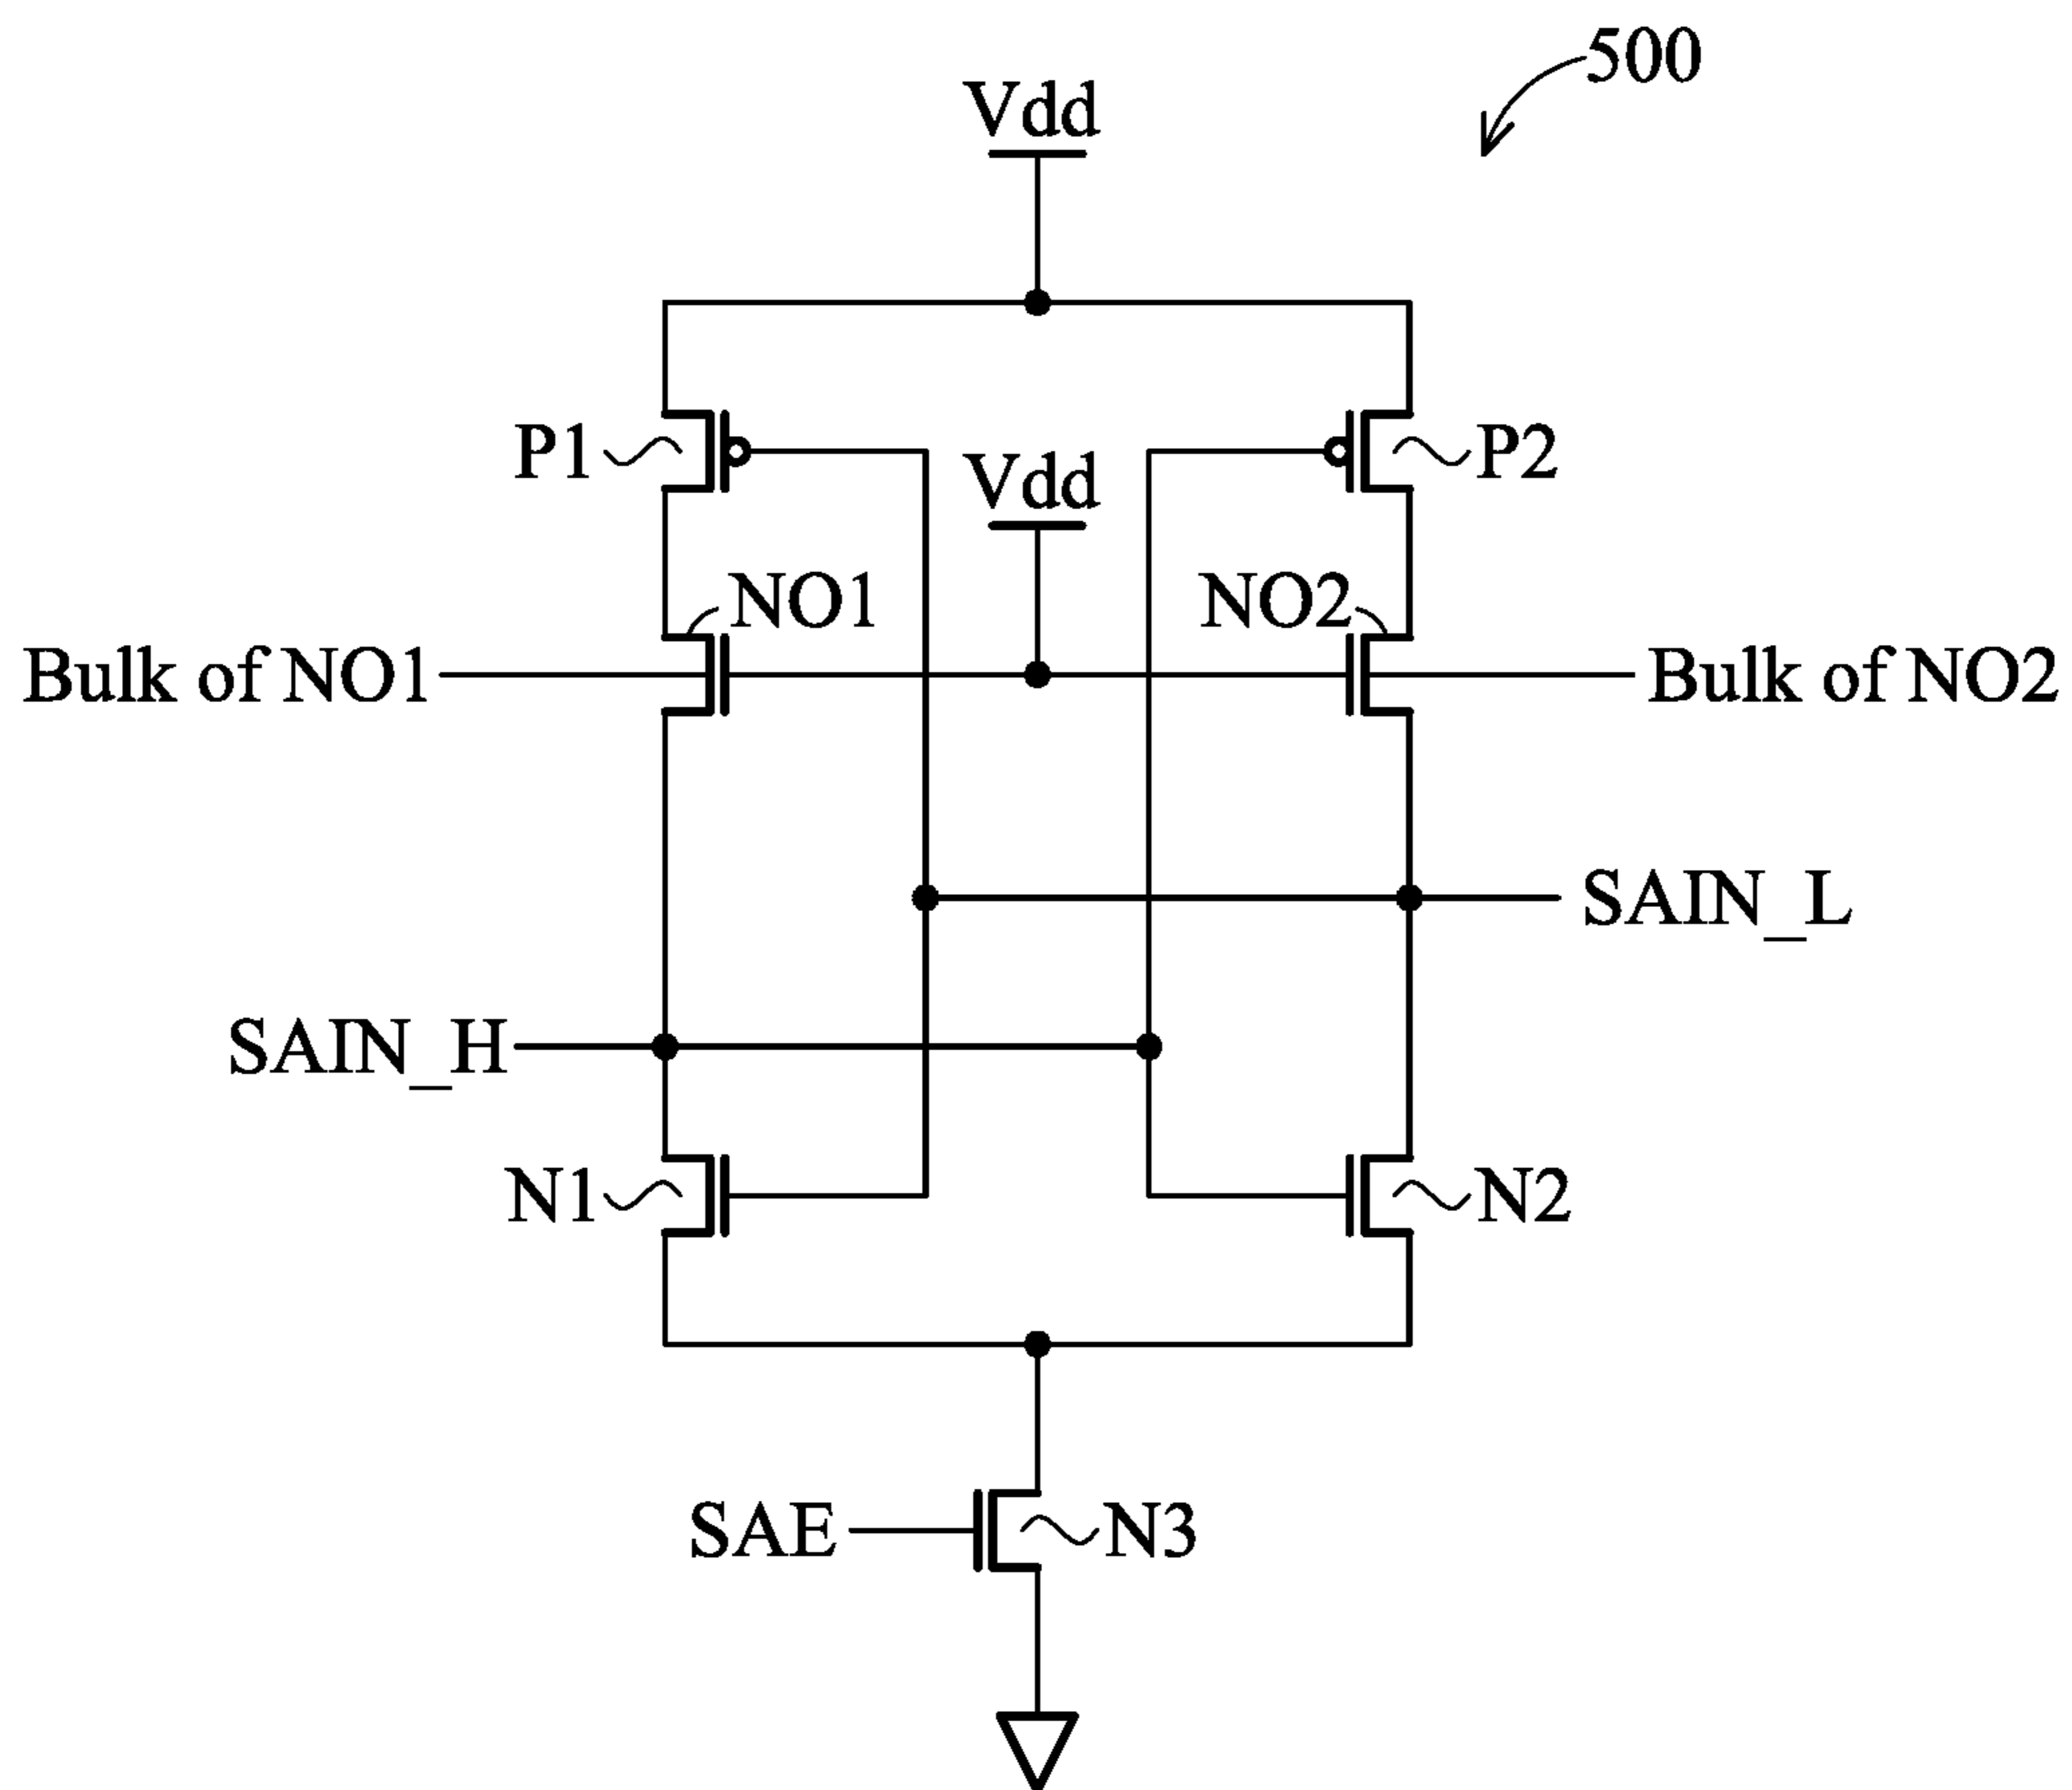 500
Vdd
P1
P2
Vdd
NO1
NO2
Bulk of NO1
Bulk of NO2
SAIN_L
SAIN_H
N1
N2
SAE
N3